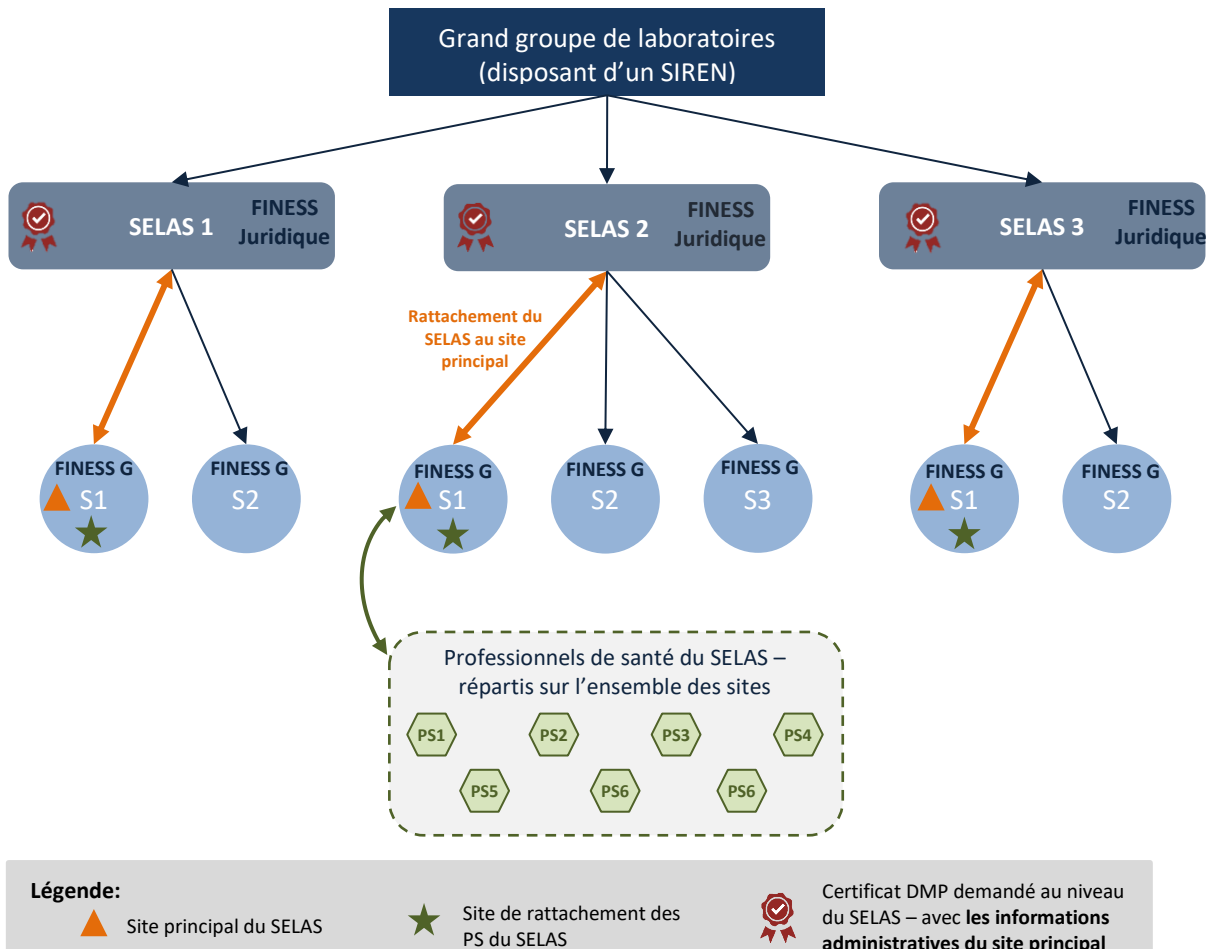 Grand groupe de laboratoires
(disposant d'un SIREN)
SELAS 1
FINESS
Juridique
SELAS 2
FINESS
Juridique
SELAS 3
FINESS
Juridique
Rattachement du
SELAS au site
principal
FINESS G
S1
FINESS G
S2
FINESS G
S1
FINESS G
S2
FINESS G
S3
FINESS G
S1
FINESS G
S2
Professionnels de santé du SELAS –
répartis sur l'ensemble des sites
PS1
PS2
PS3
PS4
PS5
PS6
PS6
Légende:
Site principal du SELAS
Site de rattachement des
PS du SELAS
Certificat DMP demandé au niveau
du SELAS – avec les informations
administratives du site principal